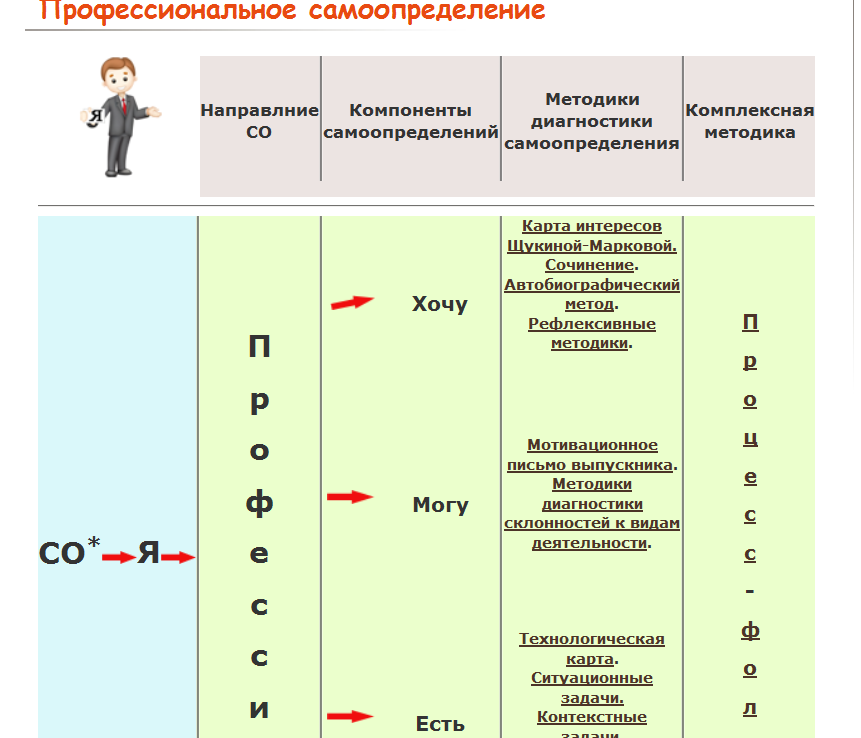 Профессиональное самоопределение
Я
Направлние
СО
Компоненты
самоопределений
Методики
диагностики
самоопределения
Комплексная
методика
СО*
Я
П
р
о
ф
е
с
с
и
Хочу
Карта интересов
Щукиной-Марковой.
Сочинение.
Автобиографический
метод.
Рефлексивные
методики.
Могу
Мотивационное
письмо выпускника.
Методики
диагностики
склонностей к видам
деятельности.
Есть
Технологическая
карта.
Ситуационные
задачи.
Контекстные
задачи.
П
р
о
ц
е
с
с
-
ф
о
л